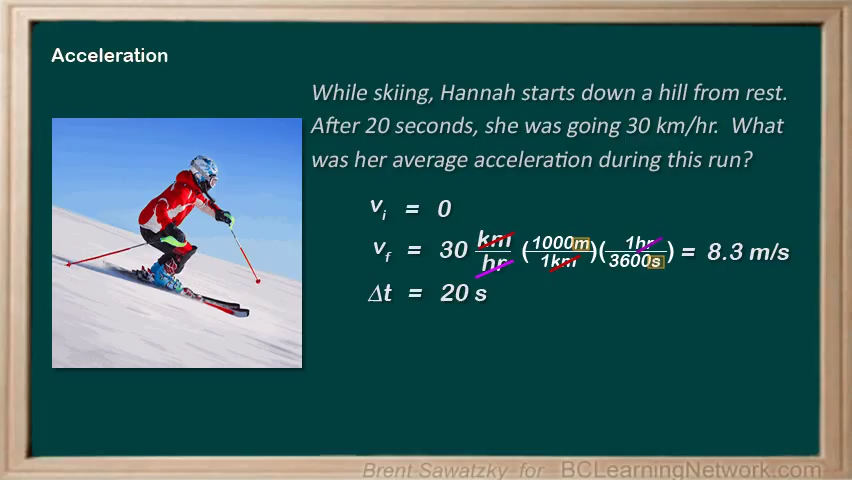 Acceleration
While skiing, Hannah starts down a hill from rest.
After 20 seconds, she was going 30 km/hr. What
was her average acceleration during this run?
vi = 0
vf = 30 km/hr (1000m/1km)(1hr/3600s) = 8.3 m/s
Δt = 20 s
Brent Sawatzky for BCLearningNetwork.com